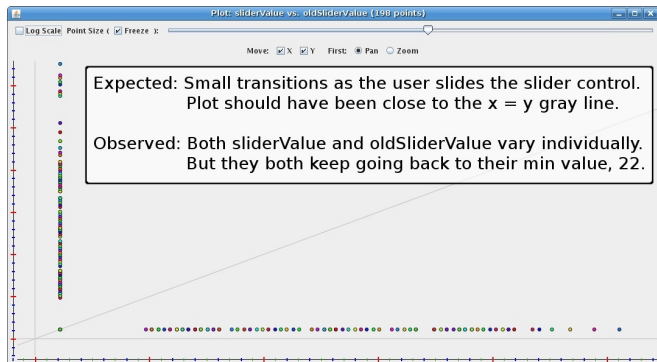 Plot: sliderValue vs. oldSliderValue (198 points)
Log Scale Point Size ( Freeze ):
Move: X Y First: Pan Zoom
Expected: Small transitions as the user slides the slider control.
Plot should have been close to the x = y gray line.
Observed: Both sliderValue and oldSliderValue vary individually.
But they both keep going back to their min value, 22.